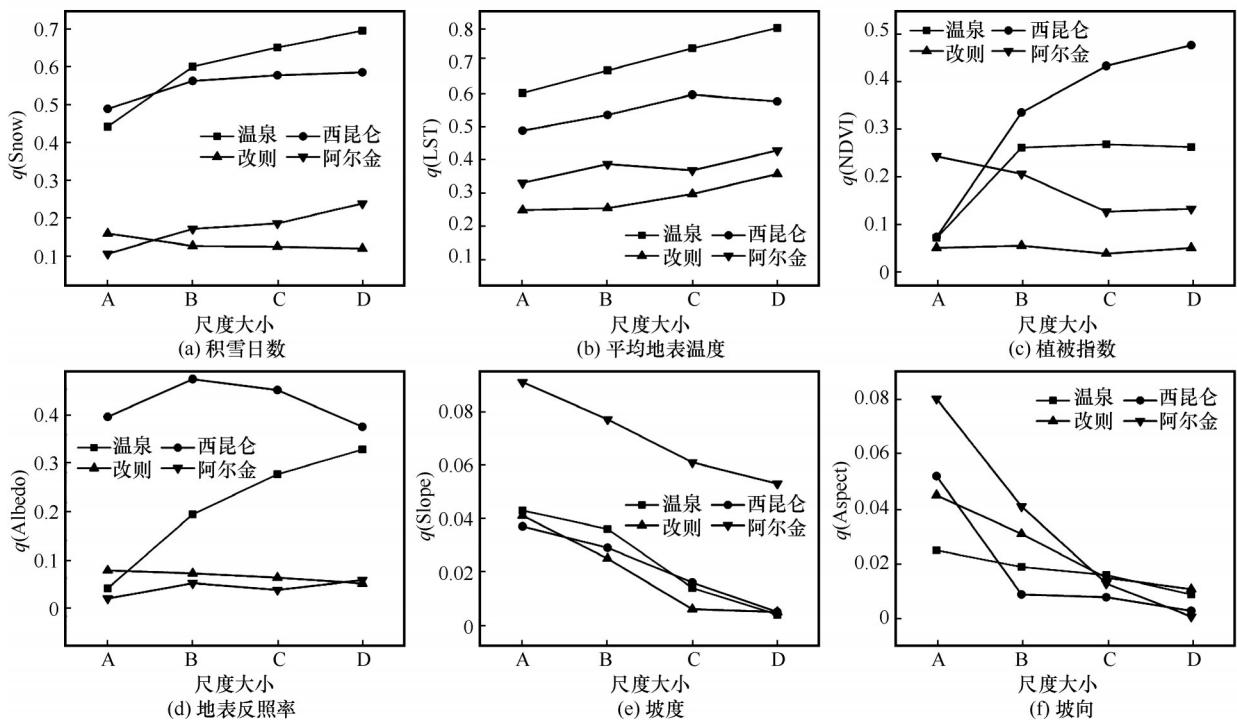 0.7
0.6
0.5
0.4
0.3
0.2
0.1
q(Snow)
温泉 西昆仑
改则 阿尔金
A B C D
尺度大小
(a) 积雪日数
0.8
0.7
0.6
0.5
0.4
0.3
0.2
0.1
q(LST)
温泉 西昆仑
改则 阿尔金
A B C D
尺度大小
(b) 平均地表温度
0.5
0.4
0.3
0.2
0.1
0
q(NDVI)
温泉 西昆仑
改则 阿尔金
A B C D
尺度大小
(c) 植被指数
0.4
0.3
0.2
0.1
0
q(Albedo)
温泉 西昆仑
改则 阿尔金
A B C D
尺度大小
(d) 地表反照率
0.08
0.06
0.04
0.02
0
q(Slope)
温泉 西昆仑
改则 阿尔金
A B C D
尺度大小
(e) 坡度
0.08
0.06
0.04
0.02
0
q(Aspect)
温泉 西昆仑
改则 阿尔金
A B C D
尺度大小
(f) 坡向